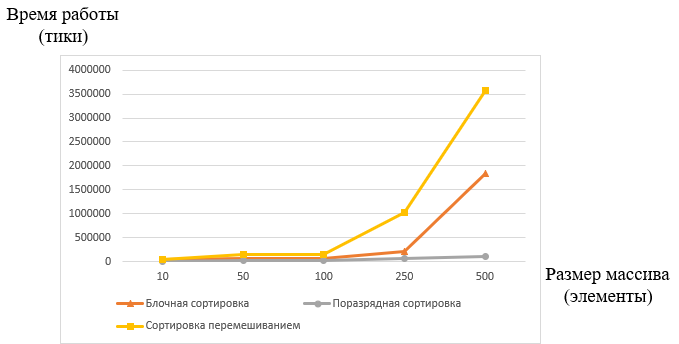 Время работы
(тики)
4000000
3500000
3000000
2500000
2000000
1500000
1000000
500000
0
10 50 100 250 500
Размер массива
(элементы)
Блочная сортировка Поразрядная сортировка
Сортировка перемешиванием